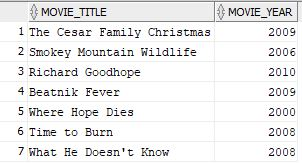 MOVIE_TITLE MOVIE_YEAR
1 The Cesar Family Christmas 2009
2 Smokey Mountain Wildlife 2006
3 Richard Goodhope 2010
4 Beatnik Fever 2009
5 Where Hope Dies 2000
6 Time to Burn 2008
7 What He Doesn't Know 2008